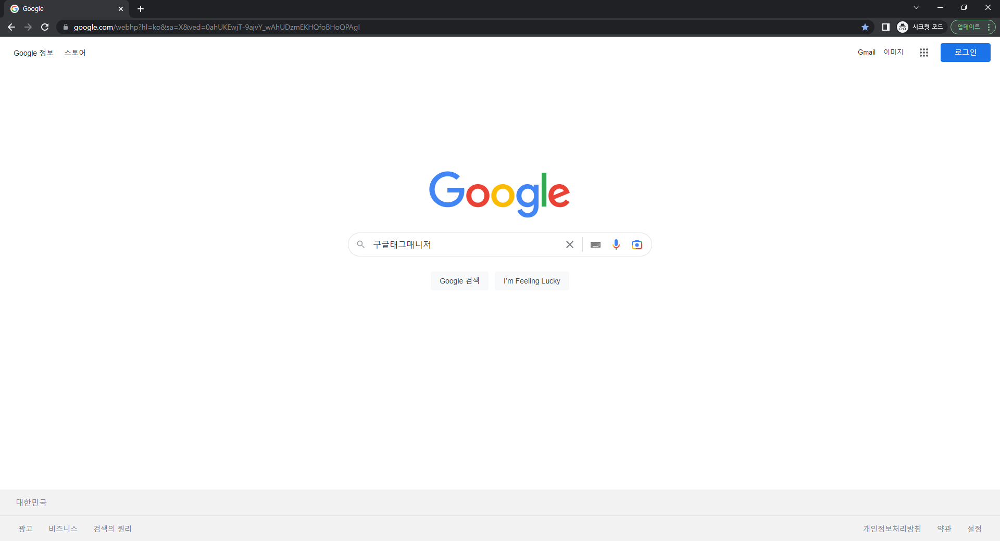 Google
google.com/webhp?hl=ko&sa=X&ved=0ahUKEwjT-9ajvY_wAhUDzmEKHQfoBHoQPAgI
시크릿 모드
업데이트
Google 정보 스토어
Gmail 이미지
로그인
Google
구글태그매니저
Google 검색
I'm Feeling Lucky
대한민국
광고 비즈니스 검색의 원리
개인정보처리방침 약관 설정